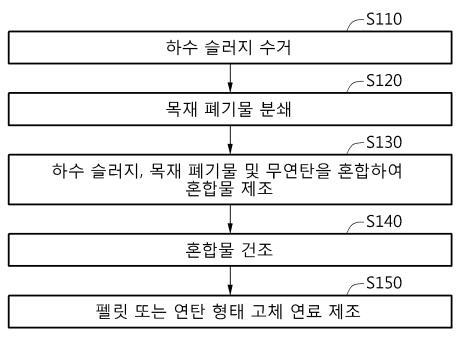 S110
하수 슬러지 수거
S120
목재 폐기물 분쇄
S130
하수 슬러지, 목재 폐기물 및 무연탄을 혼합하여
혼합물 제조
S140
혼합물 건조
S150
펠릿 또는 연탄 형태 고체 연료 제조